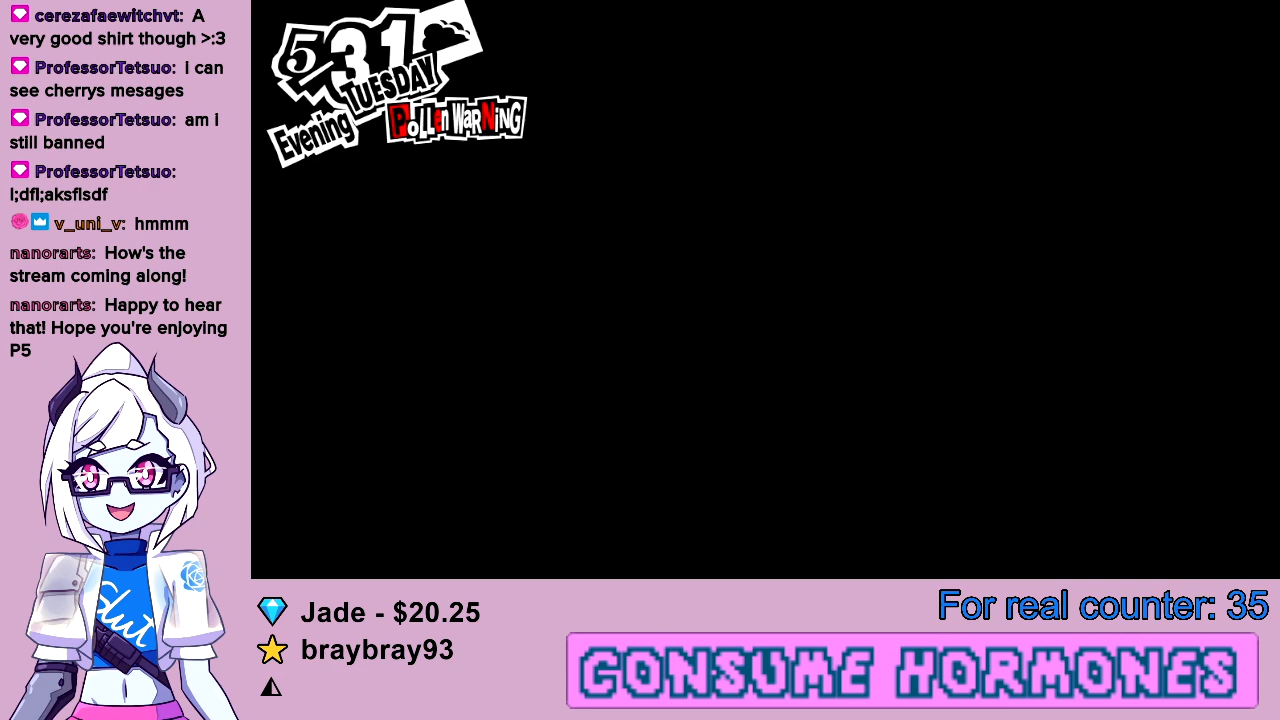 cerezafaewitchvt: A
very good shirt though >:3
ProfessorTetsuo: i can
see cherrys mesages
ProfessorTetsuo: am i
still banned
ProfessorTetsuo:
l;dfl;aksflsdf
v_uni_v: hmmm
nanorarts: How's the
stream coming along!
nanorarts: Happy to hear
that! Hope you're enjoying
P5
5/31
TUESDAY
Evening
PollEn WarNiNG
Slut
Jade - $20.25
braybray93
For real counter: 35
CONSUME HORMONES